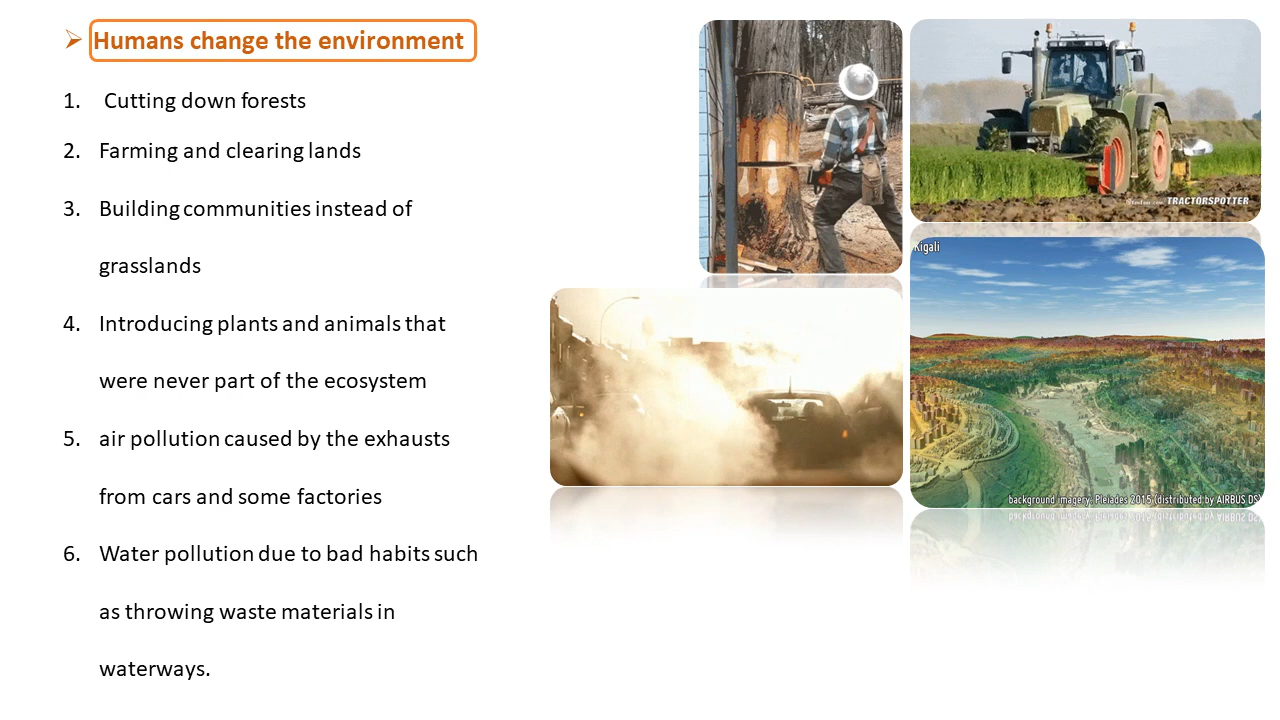 ➢ Humans change the environment
1. Cutting down forests
2. Farming and clearing lands
3. Building communities instead of
grasslands
4. Introducing plants and animals that
were never part of the ecosystem
5. air pollution caused by the exhausts
from cars and some factories
6. Water pollution due to bad habits such
as throwing waste materials in
waterways.
TRACTORSPOTTER
Kigali
background imagery: Pleiades 2015 (distributed by AIRBUS DS)